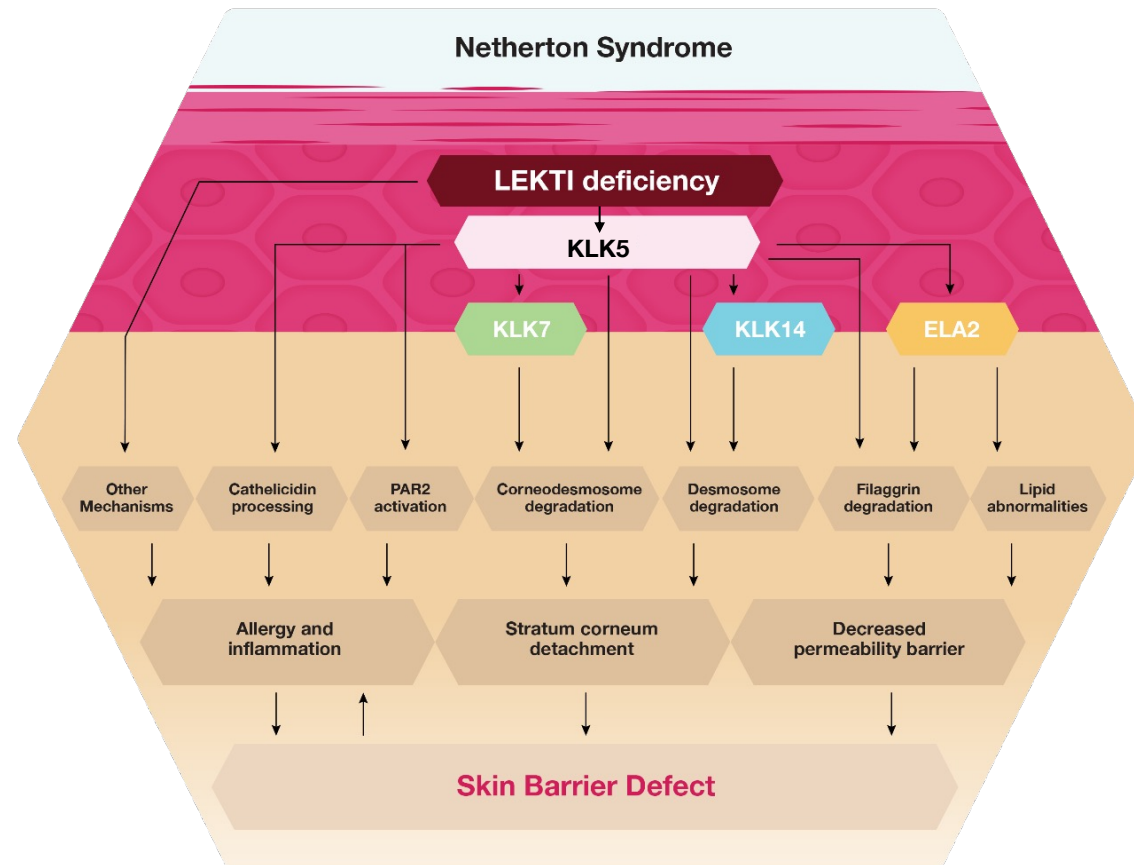 Netherton Syndrome
LEKTI deficiency
KLK5
KLK7
KLK14
ELA2
Other
Mechanisms
Cathelicidin
processing
PAR2
activation
Corneodesmosome
degradation
Desmosome
degradation
Filaggrin
degradation
Lipid
abnormalities
Allergy and
inflammation
Stratum corneum
detachment
Decreased
permeability barrier
Skin Barrier Defect